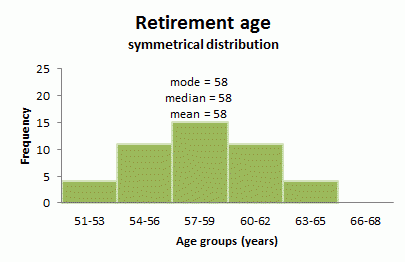 Retirement age
symmetrical distribution
25
20
15
10
5
0
Frequency
mode = 58
median = 58
mean = 58
51-53 54-56 57-59 60-62 63-65 66-68
Age groups (years)